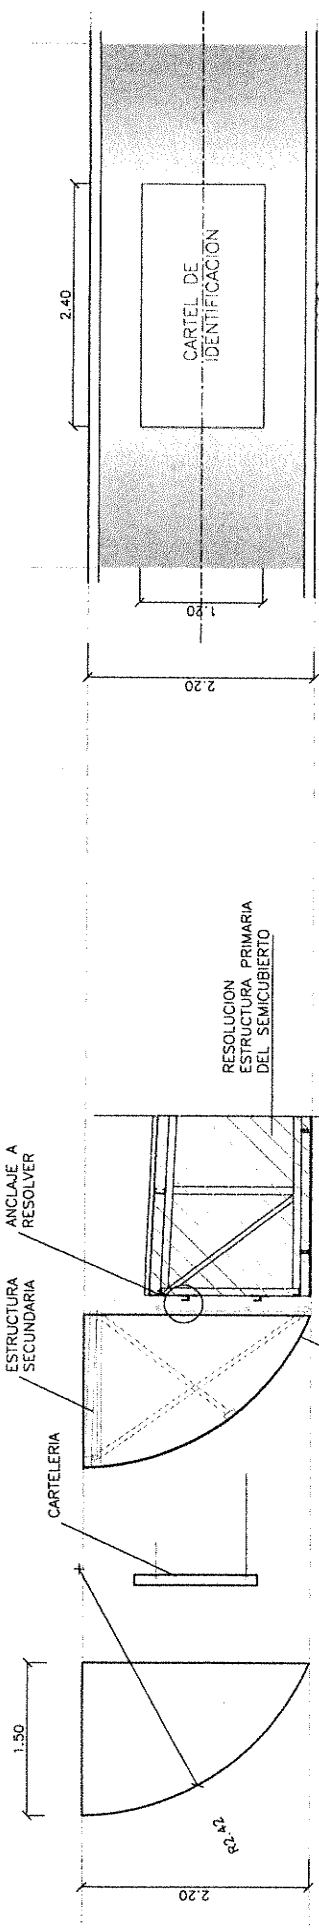 2.40
CARTEL DE
IDENTIFICACION
1.20
2.20
RESOLUCION
ESTRUCTURA PRIMARIA
DEL SEMICUBIERTO
ANCLAJE A
RESOLVER
ESTRUCTURA
SECUNDARIA
CARTELERIA
1.50
R2.42
2.20